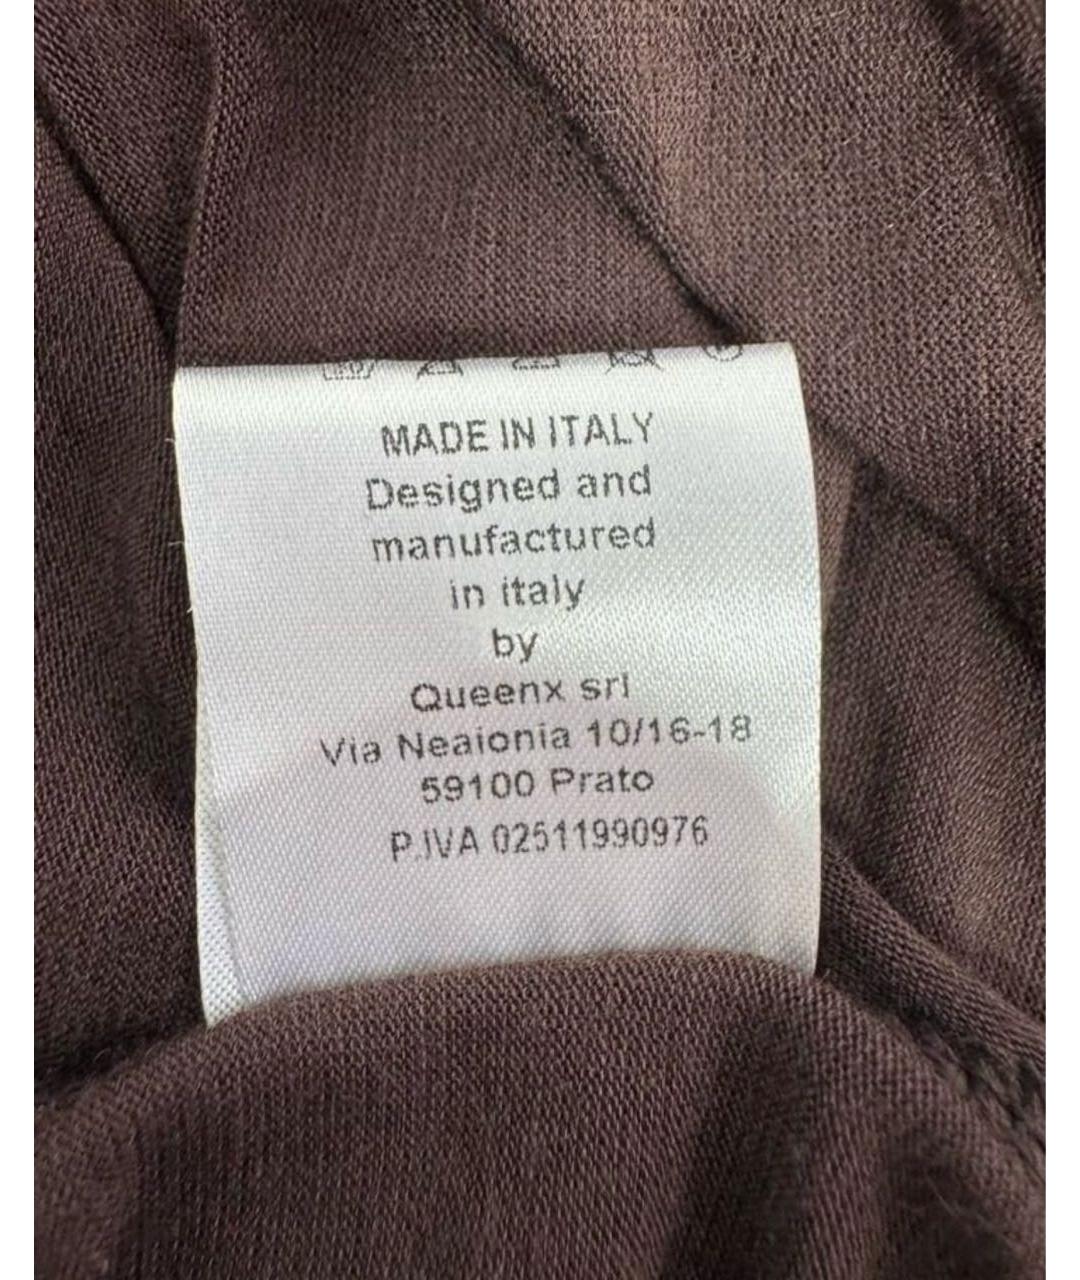 MADE IN ITALY
Designed and
manufactured
in italy
by
Queenx srl
Via Neaionia 10/16-18
59100 Prato
P.IVA 02511990976